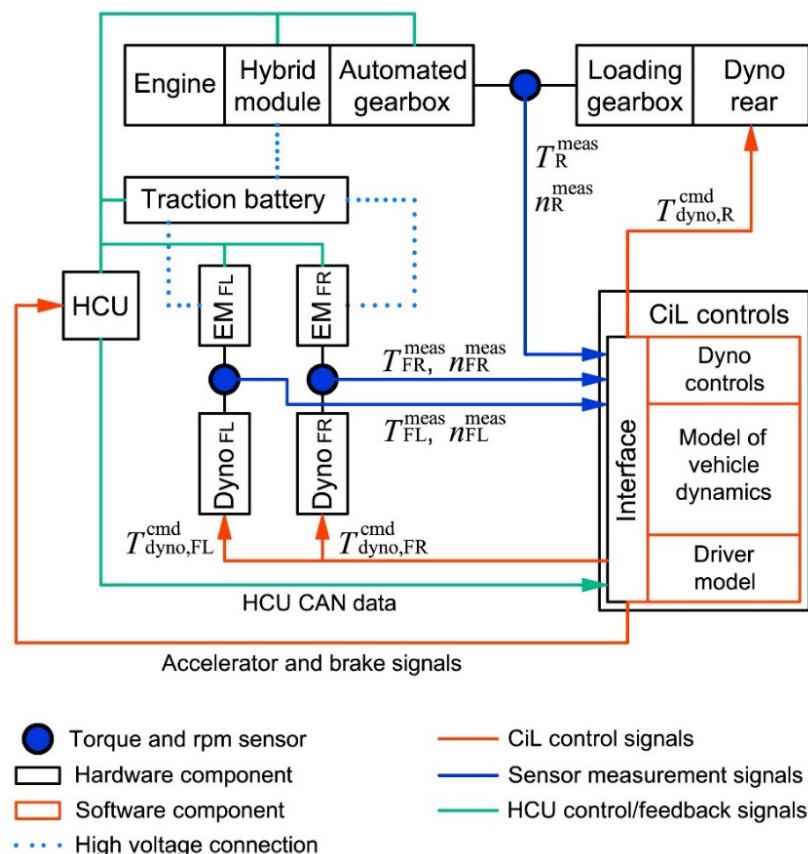 Engine
Hybrid
module
Automated
gearbox
Loading
gearbox
Dyno
rear
T_R^meas
n_R^meas
Traction battery
T_dyno,R^cmd
HCU
EM FL
EM FR
CiL controls
T_FR^meas, n_FR^meas
T_FL^meas, n_FL^meas
Interface
Dyno
controls
Model of
vehicle
dynamics
Driver
model
Dyno FL
Dyno FR
T_dyno,FL^cmd
T_dyno,FR^cmd
HCU CAN data
Accelerator and brake signals
Torque and rpm sensor
Hardware component
Software component
High voltage connection
CiL control signals
Sensor measurement signals
HCU control/feedback signals